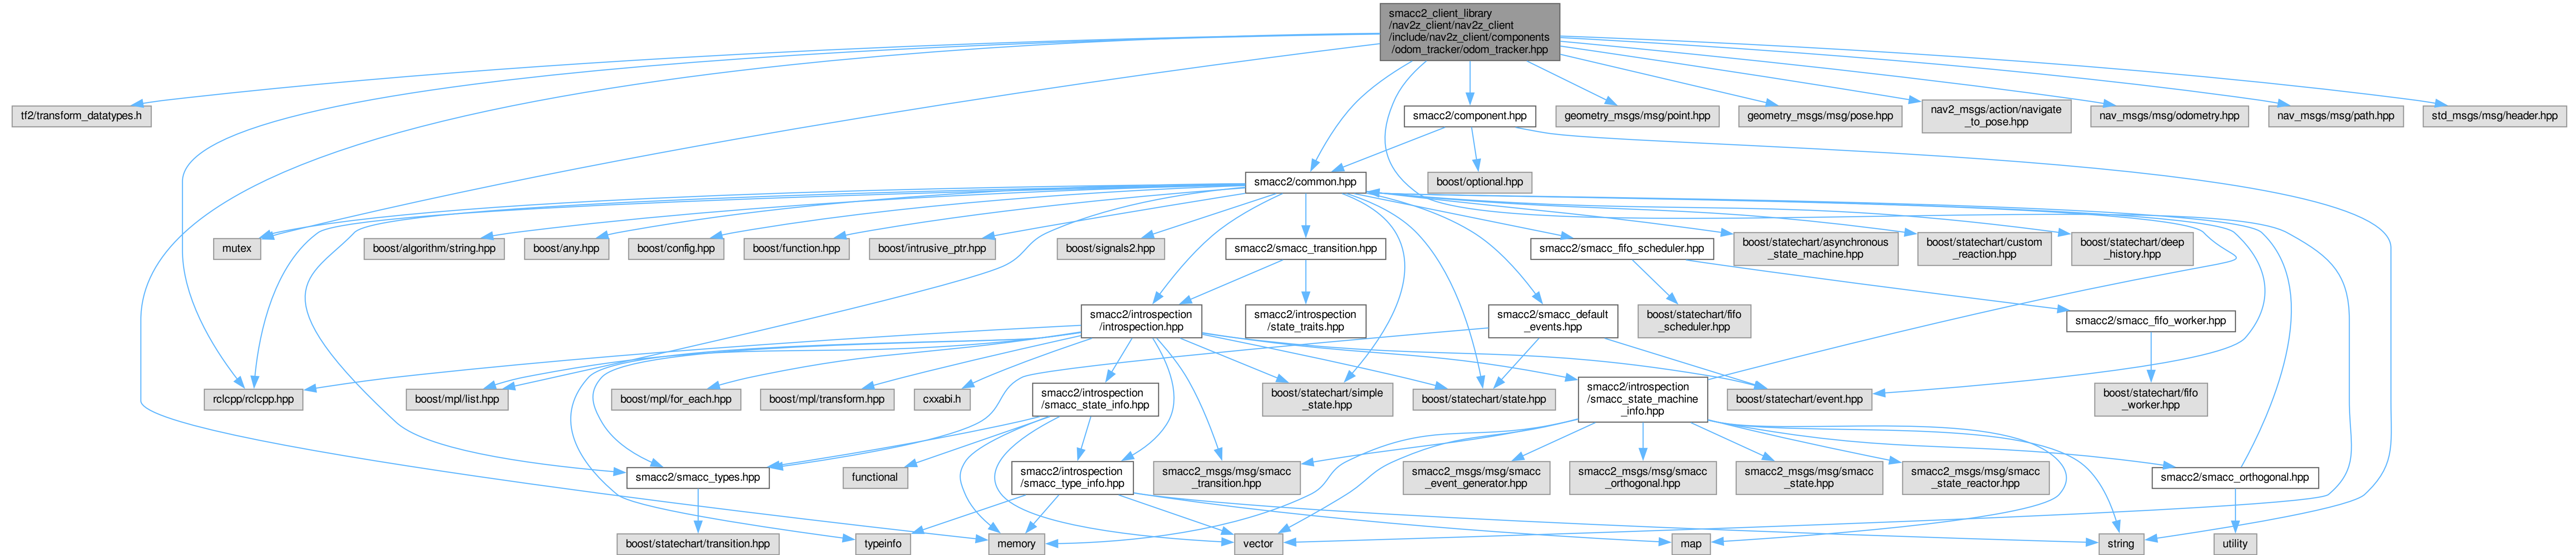 smacc2_client_library
/nav2z_client/nav2z_client
/include/nav2z_client/components
/odom_tracker/odom_tracker.hpp
tf2/transform_datatypes.h
smacc2/component.hpp
geometry_msgs/msg/point.hpp
geometry_msgs/msg/pose.hpp
nav2_msgs/action/navigate
_to_pose.hpp
nav_msgs/msg/odometry.hpp
nav_msgs/msg/path.hpp
std_msgs/msg/header.hpp
smacc2/common.hpp
boost/optional.hpp
mutex
boost/algorithm/string.hpp
boost/any.hpp
boost/config.hpp
boost/function.hpp
boost/intrusive_ptr.hpp
boost/signals2.hpp
smacc2/smacc_transition.hpp
smacc2/smacc_fifo_scheduler.hpp
boost/statechart/asynchronous
_state_machine.hpp
boost/statechart/custom
_reaction.hpp
boost/statechart/deep
_history.hpp
smacc2/introspection
/introspection.hpp
smacc2/introspection
/state_traits.hpp
smacc2/smacc_default
_events.hpp
boost/statechart/fifo
_scheduler.hpp
smacc2/smacc_fifo_worker.hpp
rclcpp/rclcpp.hpp
boost/mpl/list.hpp
boost/mpl/for_each.hpp
boost/mpl/transform.hpp
cxxabi.h
smacc2/introspection
/smacc_state_info.hpp
boost/statechart/simple
_state.hpp
boost/statechart/state.hpp
smacc2/introspection
/smacc_state_machine
_info.hpp
boost/statechart/event.hpp
boost/statechart/fifo
_worker.hpp
smacc2/smacc_types.hpp
functional
smacc2/introspection
/smacc_type_info.hpp
smacc2_msgs/msg/smacc
_transition.hpp
smacc2_msgs/msg/smacc
_event_generator.hpp
smacc2_msgs/msg/smacc
_orthogonal.hpp
smacc2_msgs/msg/smacc
_state.hpp
smacc2_msgs/msg/smacc
_state_reactor.hpp
smacc2/smacc_orthogonal.hpp
boost/statechart/transition.hpp
typeinfo
memory
vector
map
string
utility